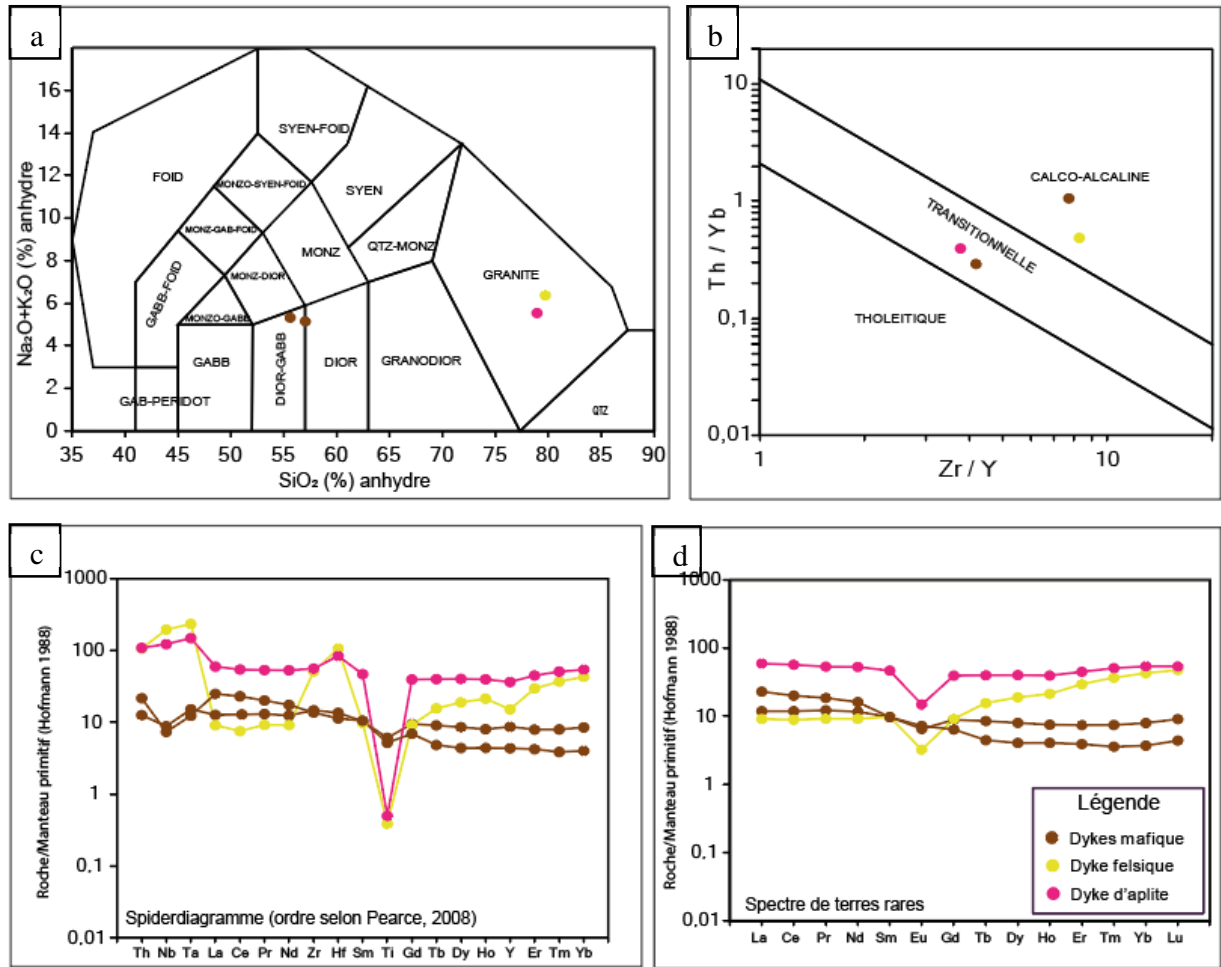 a
Na₂O+K₂O (%) anhydre
16
14
12
10
8
6
4
2
0
35 40 45 50 55 60 65 70 75 80 85 90
SiO₂ (%) anhydre
FOID
SYEN-FOID
MONZO-SYEN-FOID
SYEN
MONZ-GAB-FOID
MONZ
QTZ-MONZ
GABB-FOID
MONZ-DIOR
GRANITE
MONZO-GABB
GABB
DIOR-GABB
DIOR
GRANODIOR
GAB-PERIDOT
QTZ
b
Th / Yb
10
1
0,1
0,01
1 10
Zr / Y
CALCO-ALCALINE
TRANSITIONNELLE
THOLEITIQUE
c
Roche/Manteau primitif (Hofmann 1988)
1000
100
10
1
0.1
0.01
Spiderdiagramme (ordre selon Pearce, 2008)
Th Nb Ta La Ce Pr Nd Zr Hf Sm Ti Gd Tb Dy Ho Y Er Tm Yb
d
Roche/Manteau primitif (Hofmann 1988)
1000
100
10
1
0.1
0.01
Légende
Dykes mafique
Dyke felsique
Dyke d'aplite
Spectre de terres rares
La Ce Pr Nd Sm Eu Gd Tb Dy Ho Er Tm Yb Lu